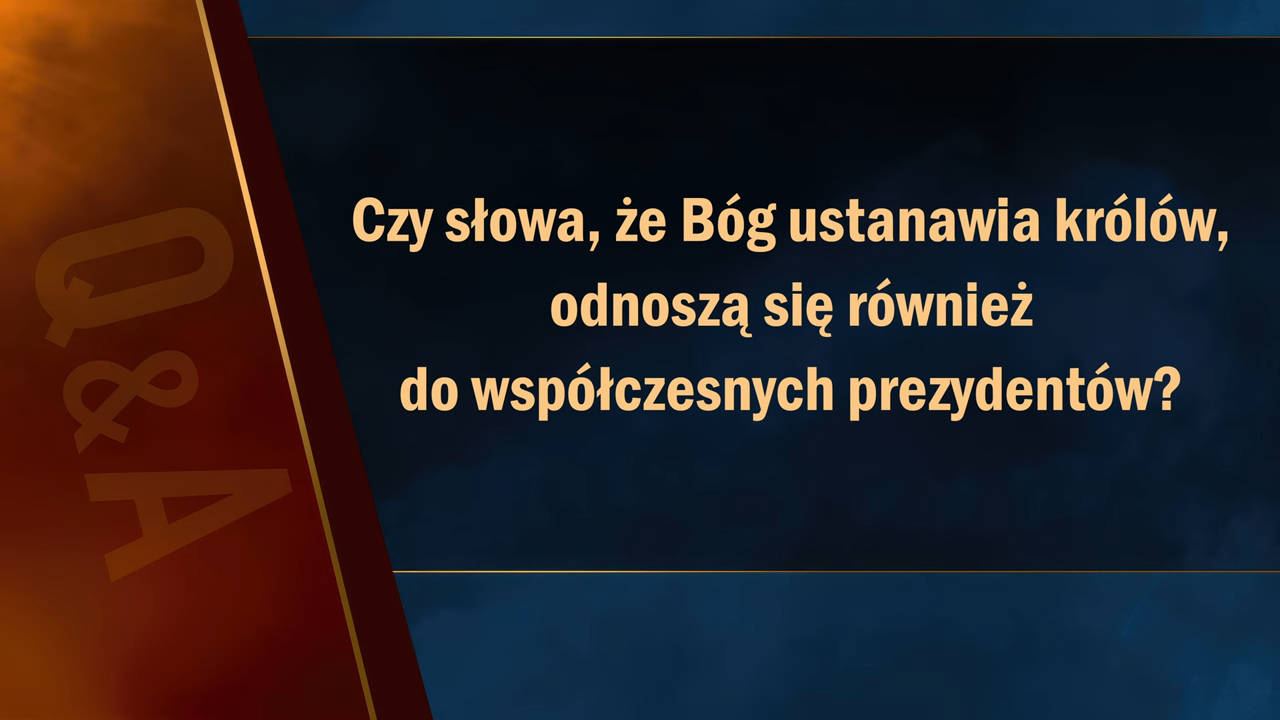 Q&A
Czy słowa, że Bóg ustanawia królów,
odnoszą się również
do współczesnych prezydentów?